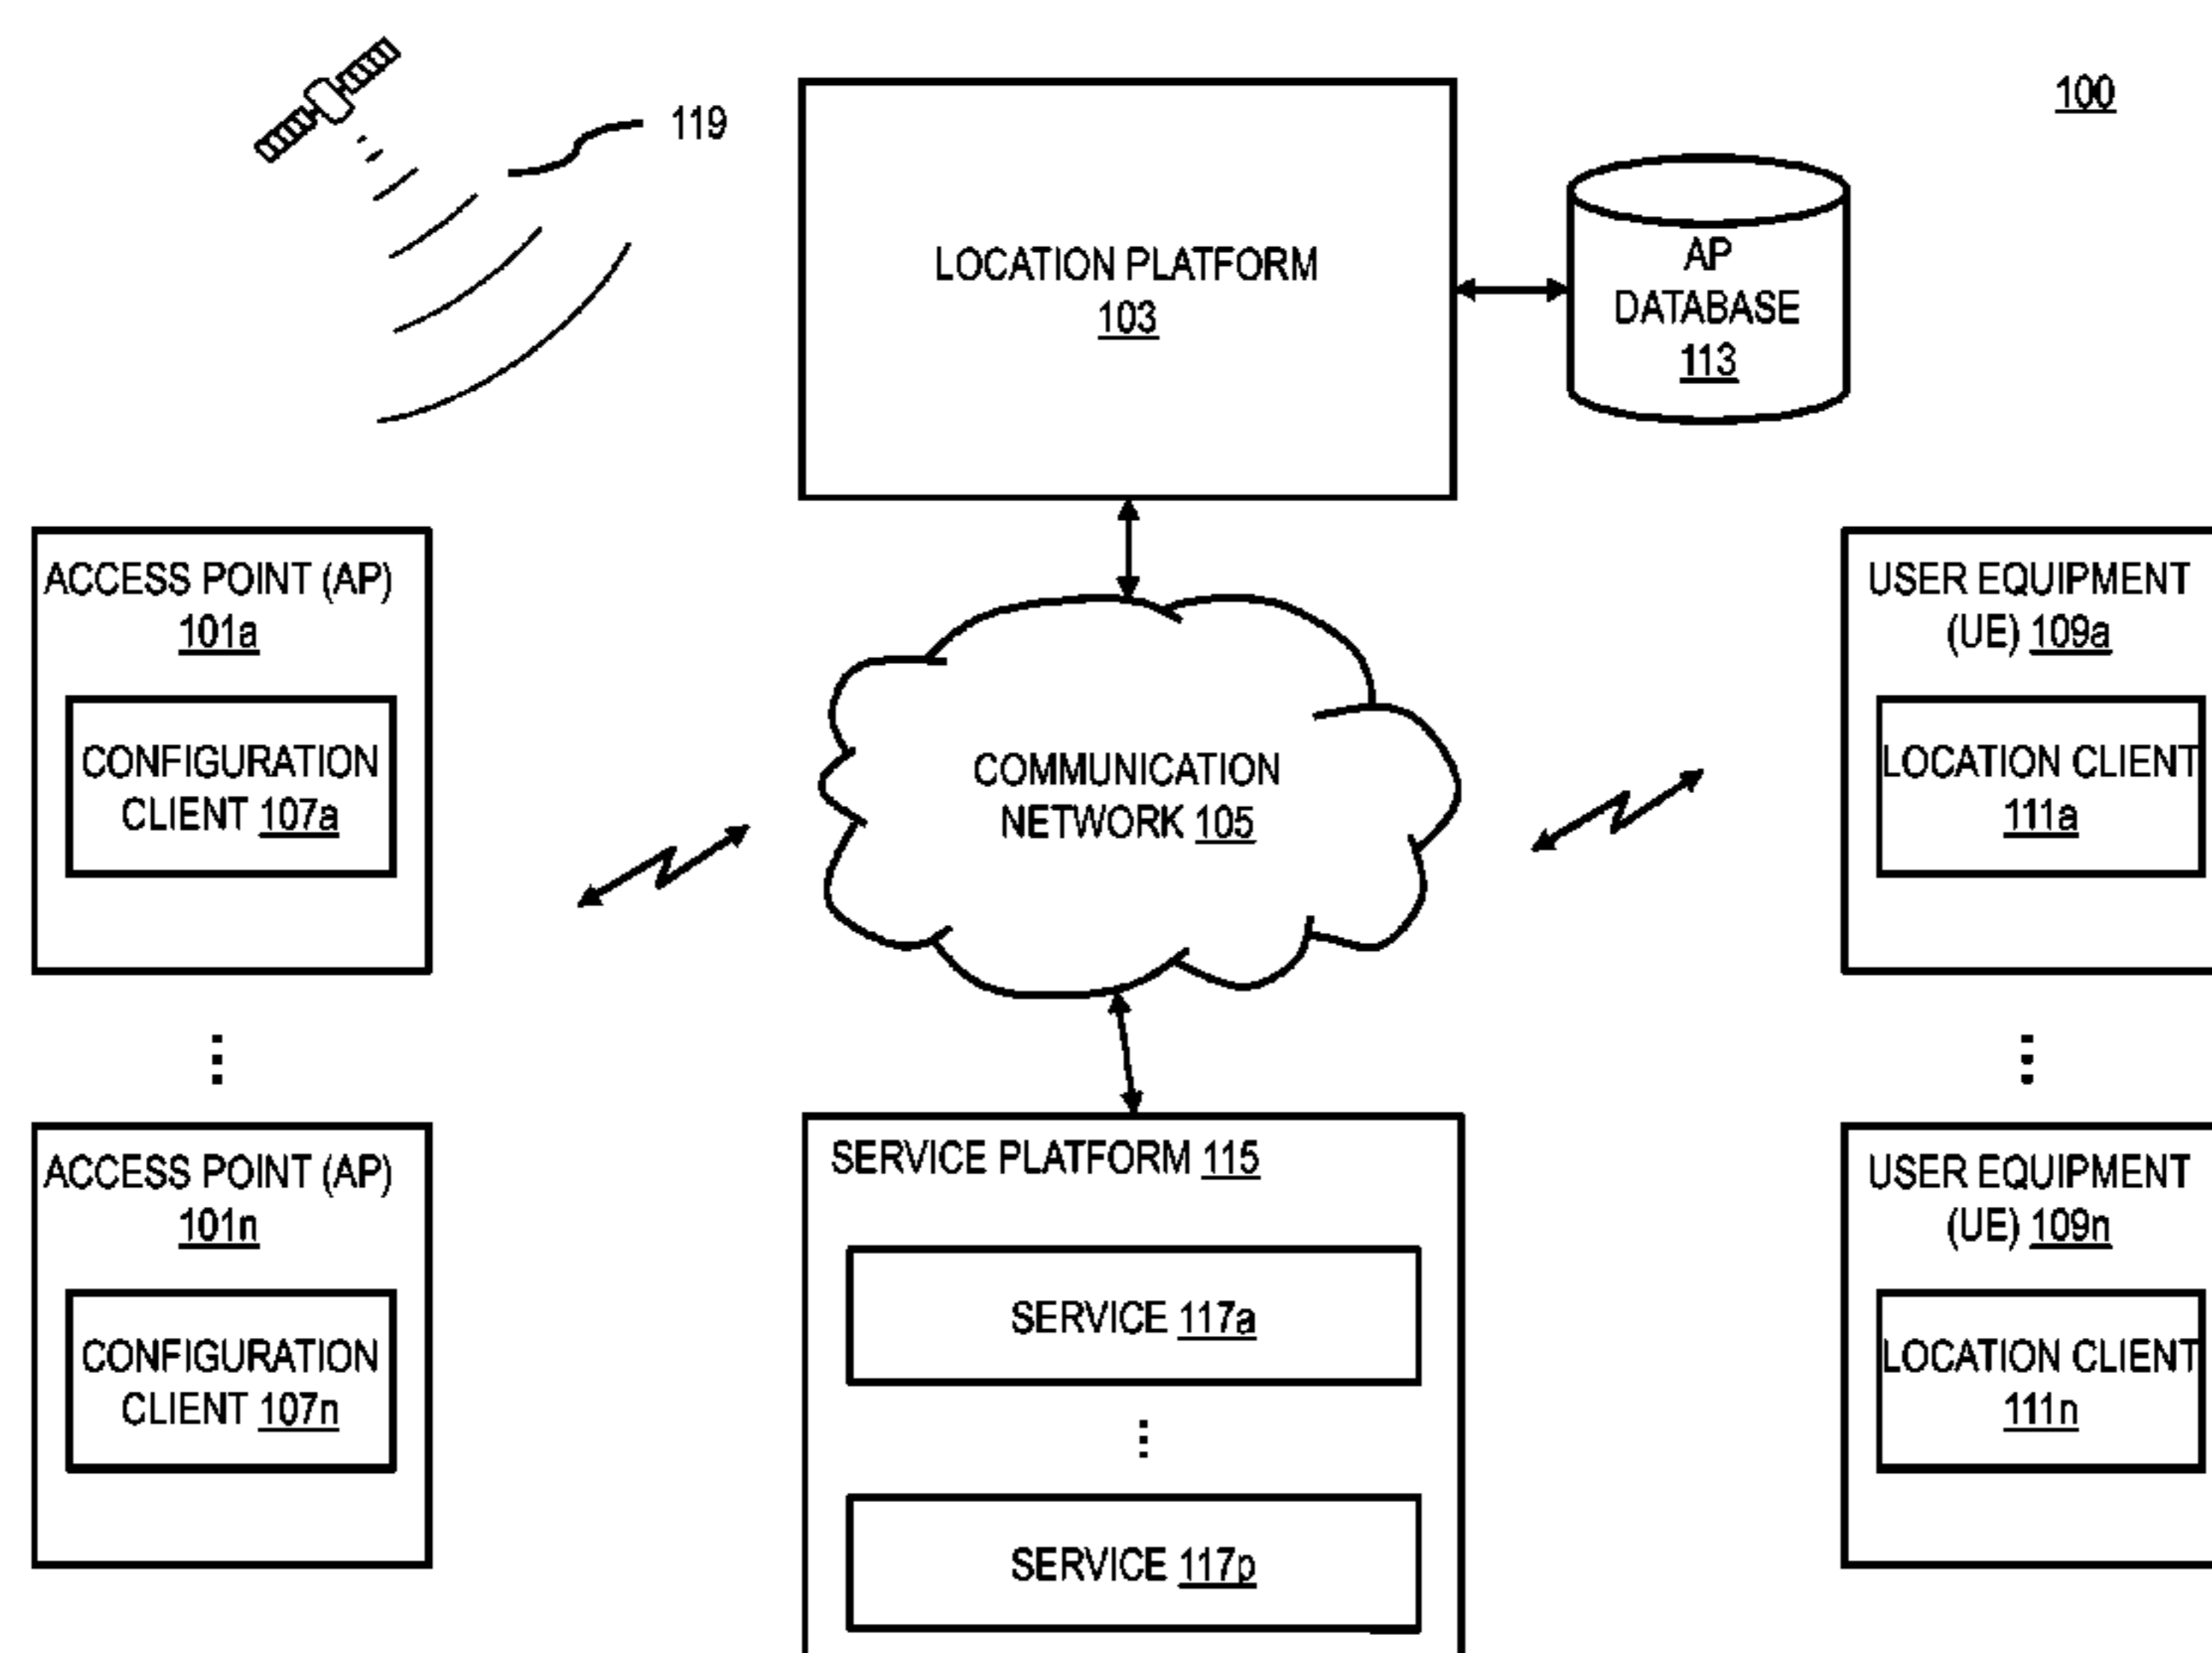 100
119
LOCATION PLATFORM
103
AP
DATABASE
113
ACCESS POINT (AP)
101a
CONFIGURATION
CLIENT 107a
COMMUNICATION
NETWORK 105
USER EQUIPMENT
(UE) 109a
LOCATION CLIENT
111a
ACCESS POINT (AP)
101n
CONFIGURATION
CLIENT 107n
SERVICE PLATFORM 115
SERVICE 117a
SERVICE 117p
USER EQUIPMENT
(UE) 109n
LOCATION CLIENT
111n